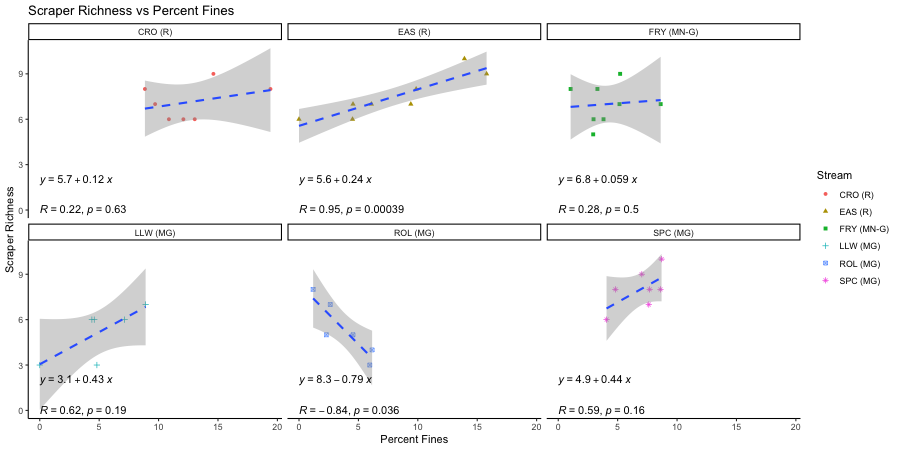 Scraper Richness vs Percent Fines
CRO (R)
EAS (R)
FRY (MN-G)
9
6
3
0
y = 5.7 + 0.12 x
R = 0.22, p = 0.63
y = 5.6 + 0.24 x
R = 0.95, p = 0.00039
y = 6.8 + 0.059 x
R = 0.28, p = 0.5
Scraper Richness
LLW (MG)
ROL (MG)
SPC (MG)
9
6
3
0
y = 3.1 + 0.43 x
R = 0.62, p = 0.19
y = 8.3 − 0.79 x
R = −0.84, p = 0.036
y = 4.9 + 0.44 x
R = 0.59, p = 0.16
0 5 10 15 20
0 5 10 15 20
0 5 10 15 20
Percent Fines
Stream
CRO (R)
EAS (R)
FRY (MN-G)
LLW (MG)
ROL (MG)
SPC (MG)